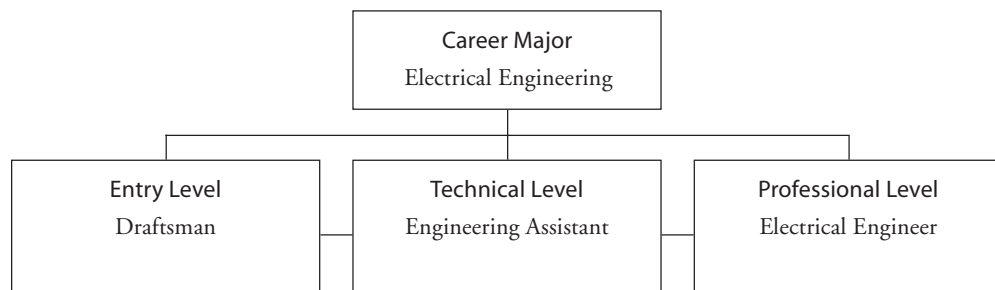 Career Major
Electrical Engineering
Entry Level
Draftsman
Technical Level
Engineering Assistant
Professional Level
Electrical Engineer